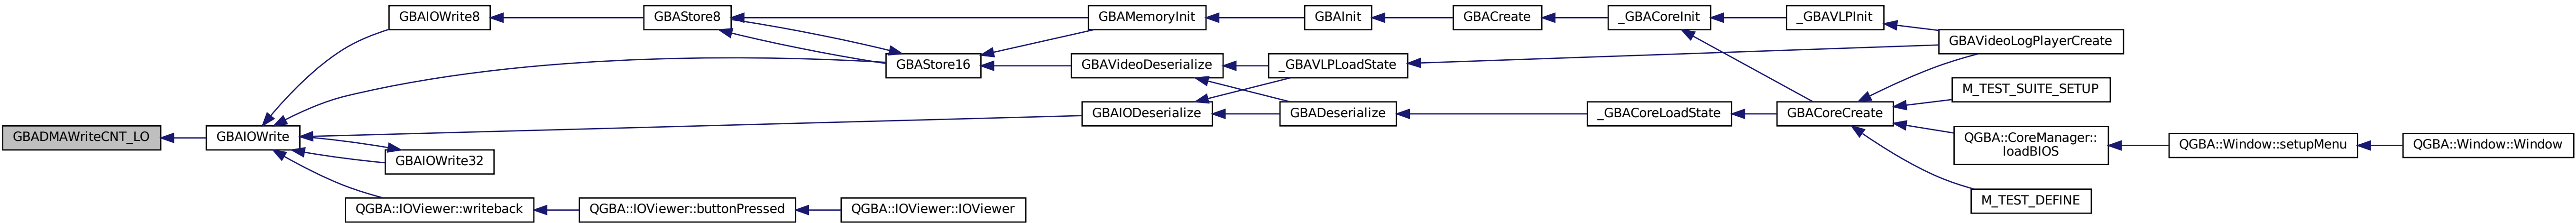 GBADMAWriteCNT_LO
GBAIOWrite
GBAIOWrite8
GBAStore8
GBAStore16
GBAMemoryInit
GBAInit
GBACreate
_GBACoreInit
_GBAVLPInit
GBAVideoLogPlayerCreate
GBAVideoDeserialize
_GBAVLPLoadState
GBAIODeserialize
GBADeserialize
_GBACoreLoadState
GBACoreCreate
M_TEST_SUITE_SETUP
QGBA::CoreManager::
loadBIOS
QGBA::Window::setupMenu
QGBA::Window::Window
M_TEST_DEFINE
GBAIOWrite32
QGBA::IOViewer::writeback
QGBA::IOViewer::buttonPressed
QGBA::IOViewer::IOViewer